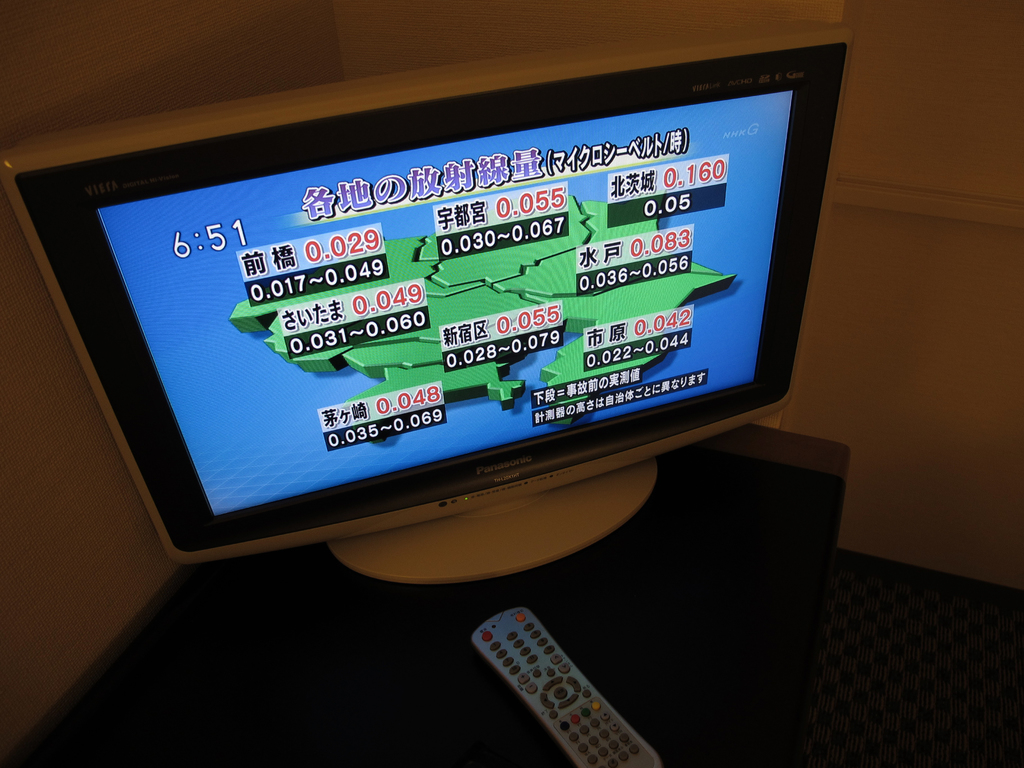 VIERA
NHK G
各地の放射線量(マイクロシーベルト/時)
6:51
北茨城 0.160
0.05
宇都宮 0.055
0.030~0.067
前橋 0.029
0.017~0.049
水戸 0.083
0.036~0.056
さいたま 0.049
0.031~0.060
新宿区 0.055
0.028~0.079
市原 0.042
0.022~0.044
茅ヶ崎 0.048
0.035~0.069
下段=事故前の実測値
計測器の高さは自治体ごとに異なります
Panasonic